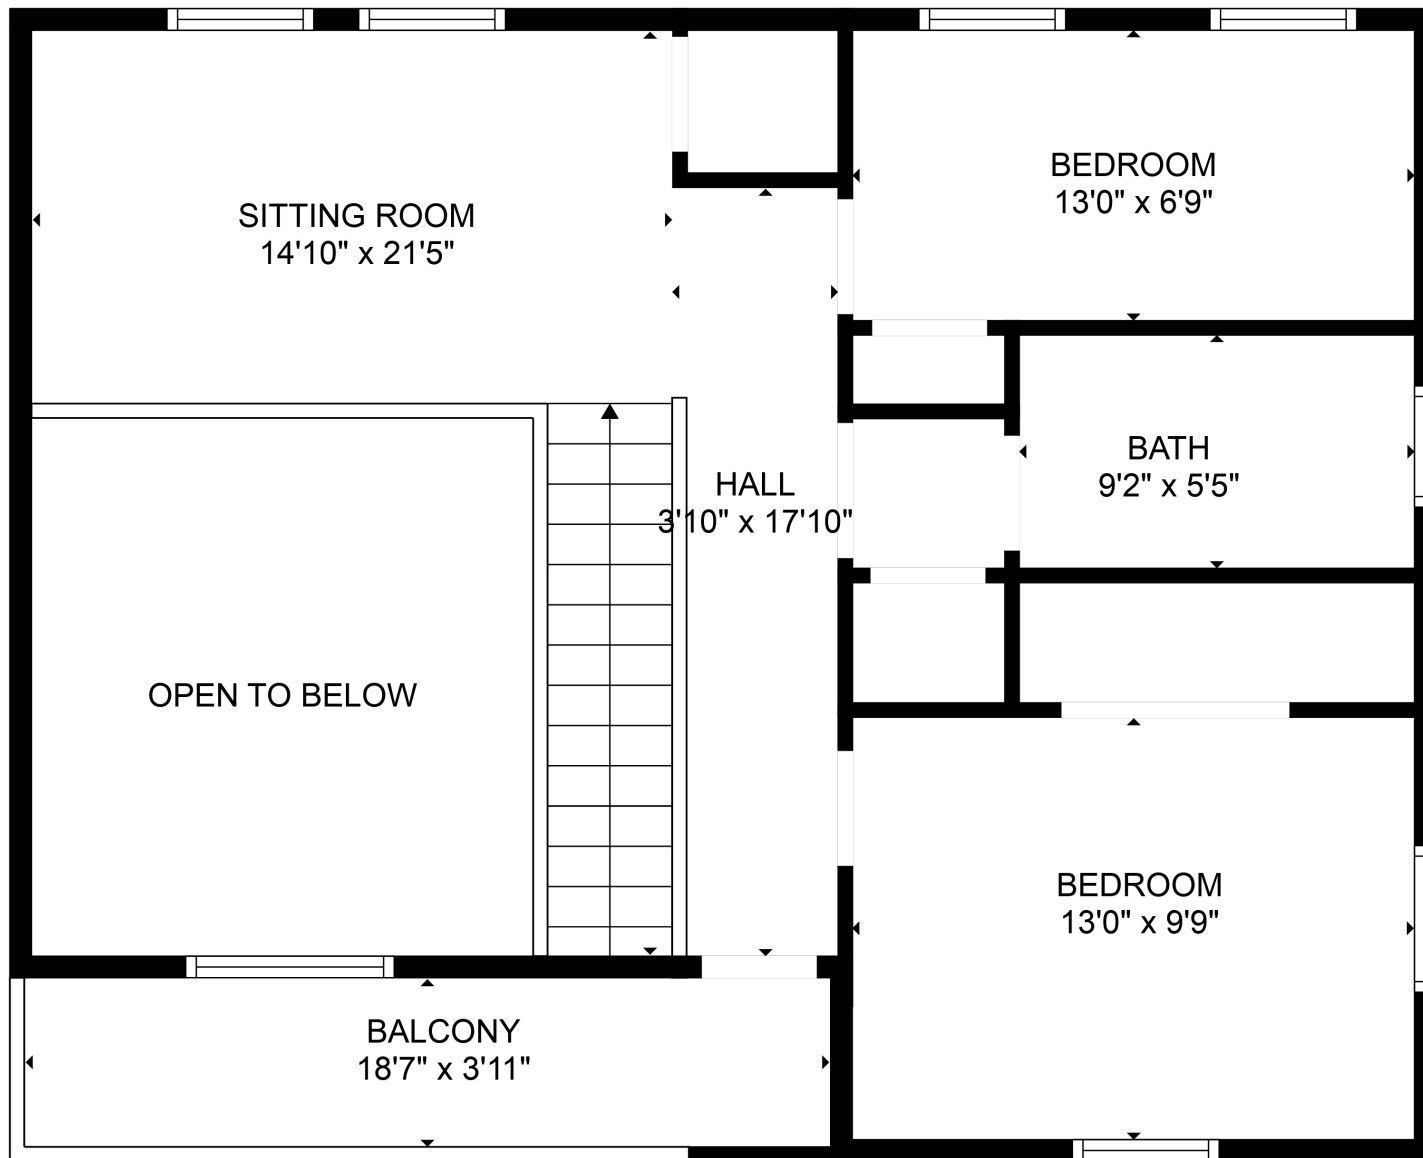 BEDROOM
13'0" x 6'9"
SITTING ROOM
14'10" x 21'5"
BATH
9'2" x 5'5"
HALL
3'10" x 17'10"
OPEN TO BELOW
BEDROOM
13'0" x 9'9"
BALCONY
18'7" x 3'11"